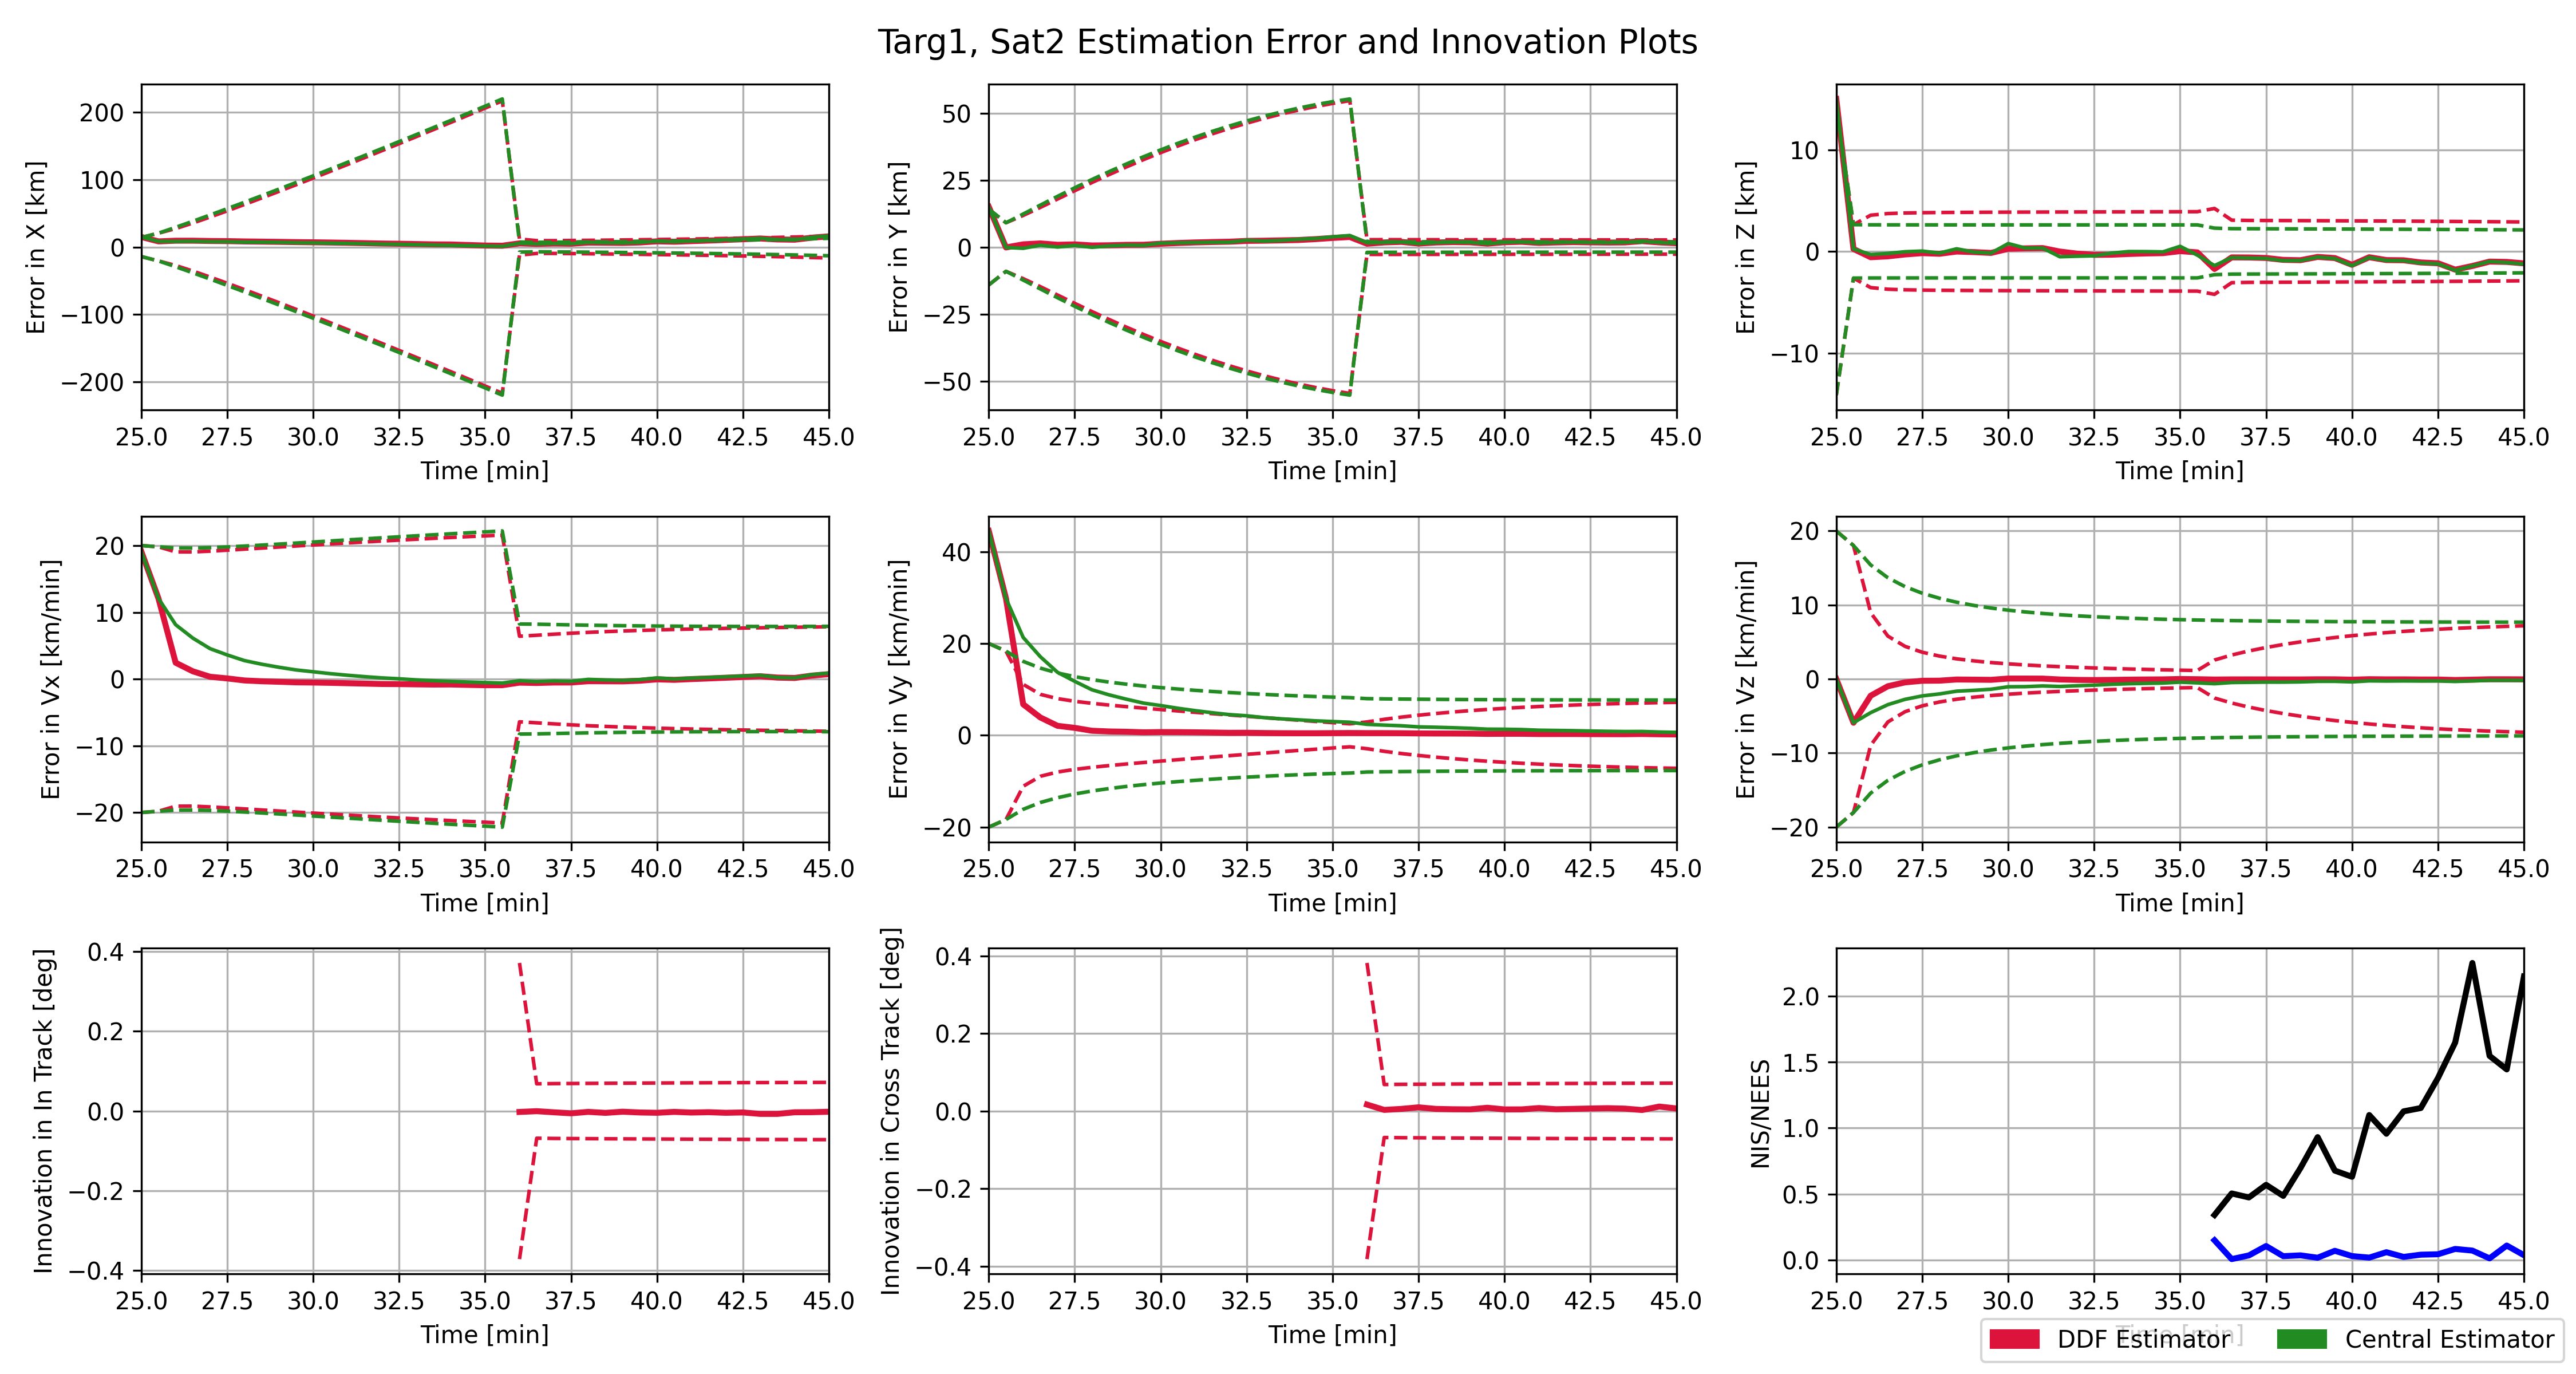 Targ1, Sat2 Estimation Error and Innovation Plots
Error in X [km]
200
100
0
−100
−200
25.0 27.5 30.0 32.5 35.0 37.5 40.0 42.5 45.0
Time [min]
Error in Y [km]
50
25
0
−25
−50
25.0 27.5 30.0 32.5 35.0 37.5 40.0 42.5 45.0
Time [min]
Error in Z [km]
10
0
−10
25.0 27.5 30.0 32.5 35.0 37.5 40.0 42.5 45.0
Time [min]
Error in Vx [km/min]
20
10
0
−10
−20
25.0 27.5 30.0 32.5 35.0 37.5 40.0 42.5 45.0
Time [min]
Error in Vy [km/min]
40
20
0
−20
25.0 27.5 30.0 32.5 35.0 37.5 40.0 42.5 45.0
Time [min]
Error in Vz [km/min]
20
10
0
−10
−20
25.0 27.5 30.0 32.5 35.0 37.5 40.0 42.5 45.0
Time [min]
Innovation in In Track [deg]
0.4
0.2
0.0
−0.2
−0.4
25.0 27.5 30.0 32.5 35.0 37.5 40.0 42.5 45.0
Time [min]
Innovation in Cross Track [deg]
0.4
0.2
0.0
−0.2
−0.4
25.0 27.5 30.0 32.5 35.0 37.5 40.0 42.5 45.0
Time [min]
NIS/NEES
2.0
1.5
1.0
0.5
0.0
25.0 27.5 30.0 32.5 35.0 37.5 40.0 42.5 45.0
Time [min]
DDF Estimator Central Estimator